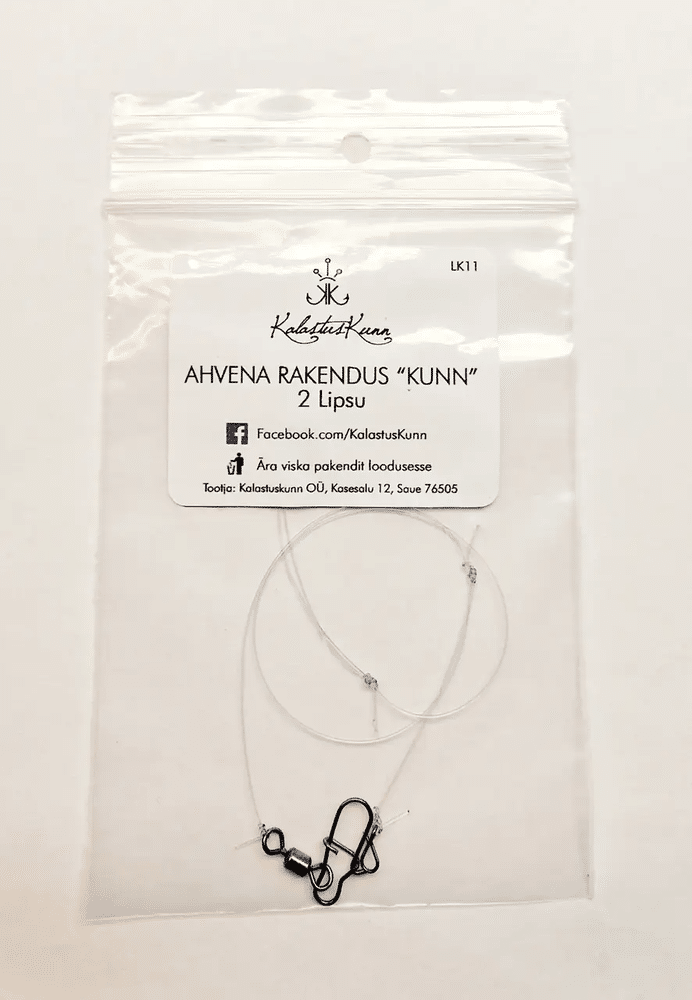 LK11
KK
KalastusKunn
AHVENA RAKENDUS “KUNN”
2 Lipsu
Facebook.com/KalastusKunn
Ära viska pakendit loodusesse
Tootja: Kalastuskunn OÜ, Kasesalu 12, Saue 76505